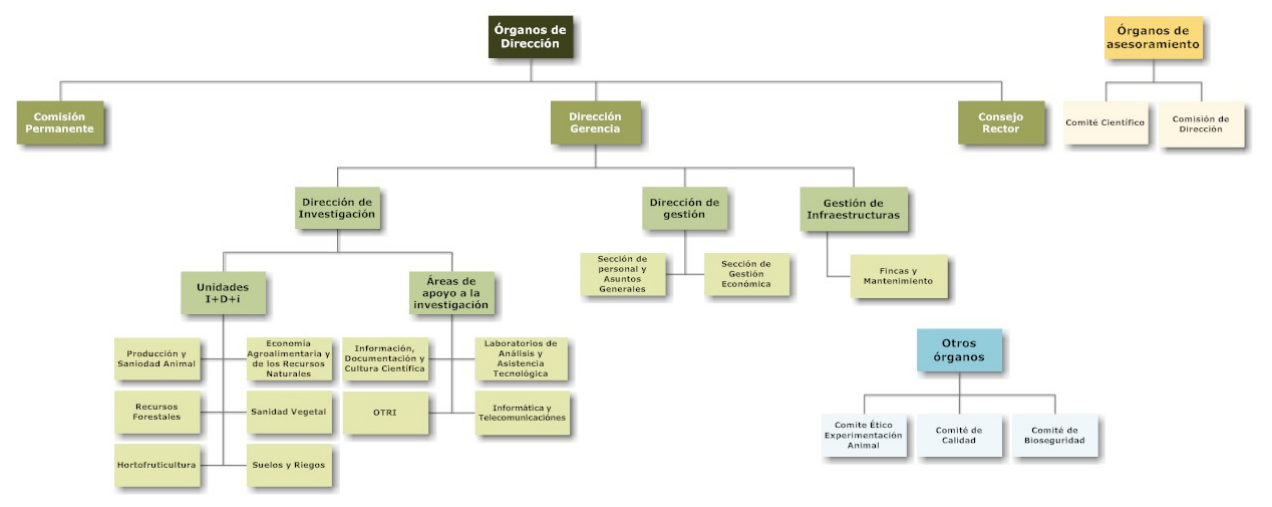 Órganos de
Dirección
Órganos de
asesoramiento
Comisión
Permanente
Dirección
Gerencia
Consejo
Rector
Comité Científico
Comisión de
Dirección
Dirección de
Investigación
Dirección de
gestión
Gestión de
Infraestructuras
Sección de
personal y
Asuntos
Generales
Sección de
Gestión
Económica
Fincas y
Mantenimiento
Unidades
I+D+i
Áreas de
apoyo a la
investigación
Producción y
Saniodad Animal
Economía
Agroalimentaria y
de los Recursos
Naturales
Información,
Documentación y
Cultura Científica
Laboratorios de
Análisis y
Asistencia
Tecnológica
Otros
órganos
Recursos
Forestales
Sanidad Vegetal
OTRI
Informática y
Telecomunicaciónes
Comite Ético
Experimentación
Animal
Comité de
Calidad
Comité de
Bioseguridad
Hortofruticultura
Suelos y Riegos